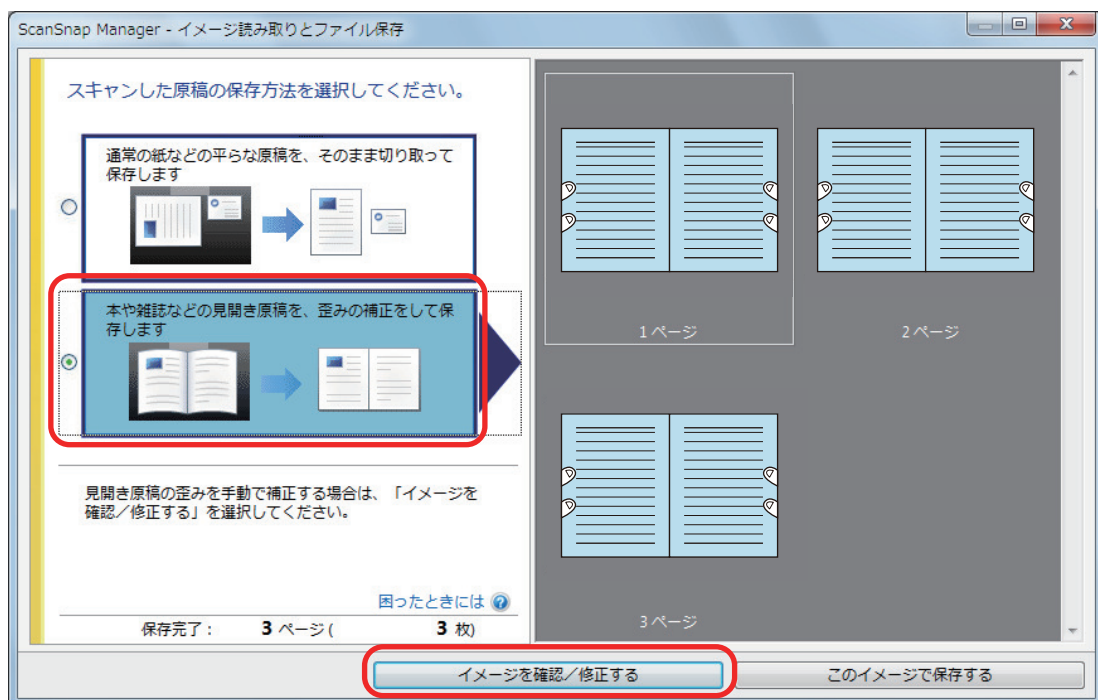 ScanSnap Manager - イメージ読み取りとファイル保存
スキャンした原稿の保存方法を選択してください。
通常の紙などの平らな原稿を、そのまま切り取って
保存します
本や雑誌などの見開き原稿を、歪みの補正をして保
存します
見開き原稿の歪みを手動で補正する場合は、「イメージを
確認／修正する」を選択してください。
困ったときには ?
保存完了： 3 ページ ( 3 枚)
1 ページ
2 ページ
3 ページ
イメージを確認／修正する
このイメージで保存する